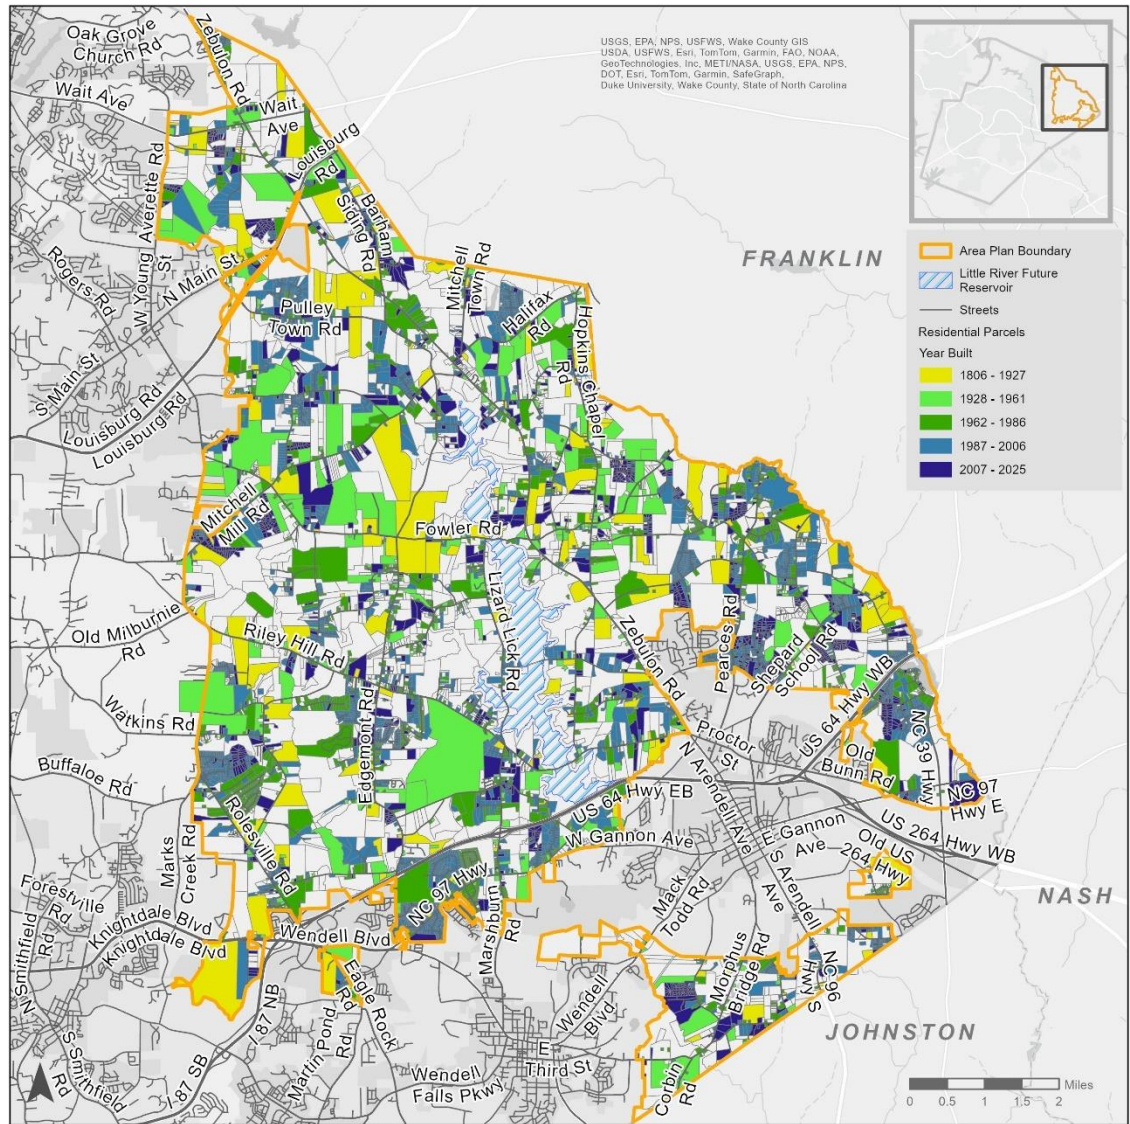 Oak Grove
Church Rd
Zebulon Rd
Wait Ave
Wait
Ave
Louisburg
Rd
USGS, EPA, NPS, USFWS, Wake County GIS
USDA, USFWS, Esri, TomTom, Garmin, FAO, NOAA,
GeoTechnologies. Inc, METI/NASA, USGS, EPA, NPS,
DOT, Esri, TomTom, Garmin, SafeGraph,
Duke University, Wake County, State of North Carolina
W Young Averette Rd
Barham
Siding Rd
Rogers Rd
St
N Main St
Mitchell
Town Rd
FRANKLIN
Area Plan Boundary
Little River Future
Reservoir
Streets
Residential Parcels
Year Built
1806 - 1927
1928 - 1961
1962 - 1986
1987 - 2006
2007 - 2025
Pulley
Town Rd
Halifax
Rd
Hopkins Chapel
Rd
S Main St
Louisburg Rd
Louisburg Rd
Mitchell
Mill Rd
Fowler Rd
Lizard Lick Rd
Old Milburnie
Rd
Riley Hill Rd
Zebulon Rd
Pearces Rd
Shepard
School Rd
Watkins Rd
Edgemont Rd
US 64 Hwy WB
Buffaloe Rd
Proctor
St
Old
Bunn Rd
NC 39 Hwy
NC 97
Hwy E
Rolesville Rd
Marks
Creek Rd
US 64 Hwy EB
N Arendell Ave
W Gannon Ave
E Gannon
Ave
US 264 Hwy WB
Old US
264 Hwy
NC 97 Hwy
Marshburn
Rd
Mack
Todd Rd
E S Arendell
Ave
NASH
Forestville
Rd
Knightdale Blvd
Knightdale Blvd
Wendell Blvd
N Smithfield
Rd
Eagle Rock
Rd
Morphus
Bridge Rd
NC 96
Hwy S
I-87 NB
Martin Pond
Rd
Wendell
Blvd
JOHNSTON
I-87 SB
S Smithfield
Rd
Wendell
Falls Pkwy
E
Third St
Corbin
Rd
Miles
0 0.5 1 1.5 2